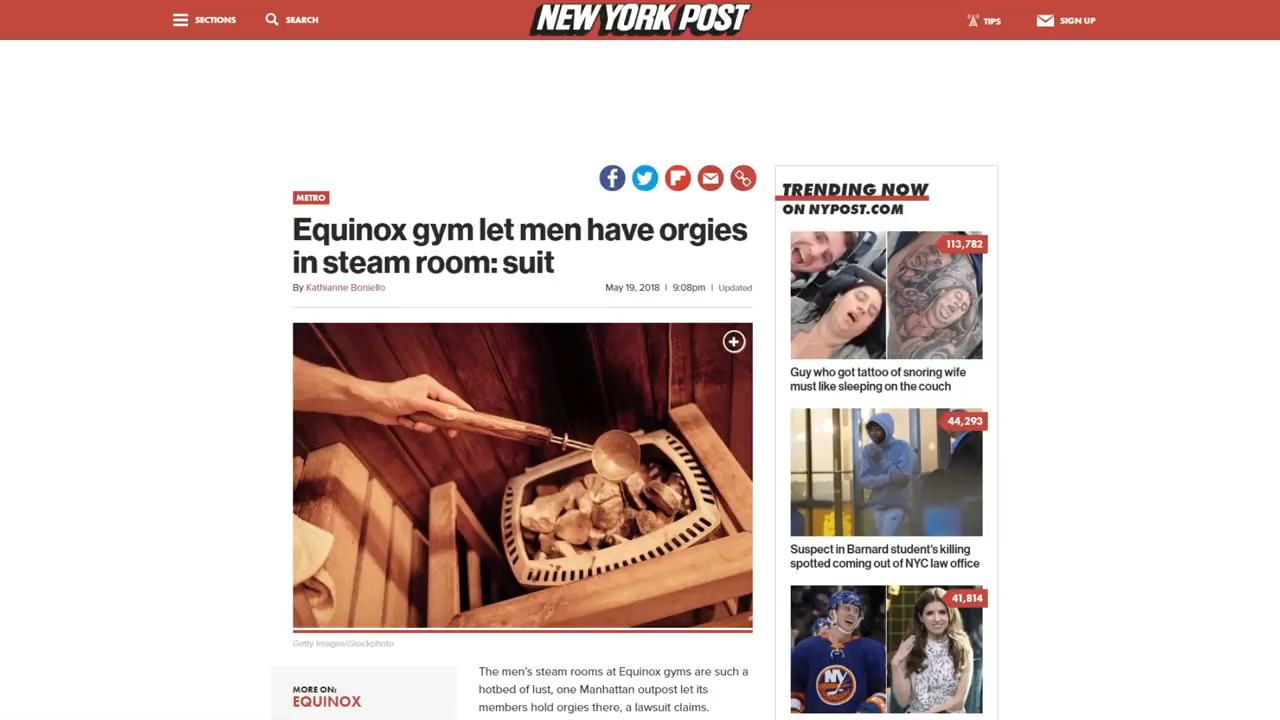 SECTIONS
SEARCH
NEW YORK POST
TIPS
SIGN UP
METRO
Equinox gym let men have orgies
in steam room: suit
By Kathianne Boniello
May 19, 2018 | 9:08pm | Updated
Getty Images/iStockphoto
MORE ON:
EQUINOX
The men's steam rooms at Equinox gyms are such a
hotbed of lust, one Manhattan outpost let its
members hold orgies there, a lawsuit claims.
TRENDING NOW
ON NYPOST.COM
113,782
Guy who got tattoo of snoring wife
must like sleeping on the couch
44,293
Suspect in Barnard student's killing
spotted coming out of NYC law office
41,814
NY